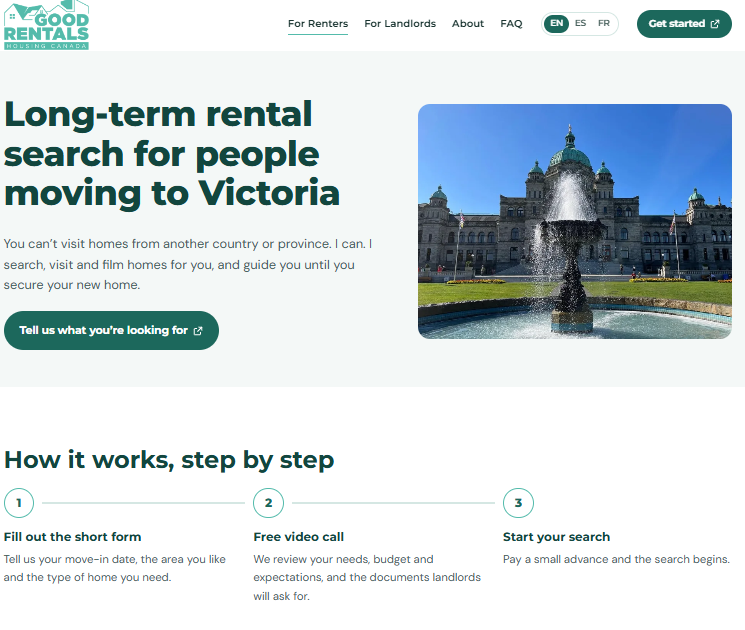 GOOD
RENTALS
HOUSING CANADA
For Renters
For Landlords
About
FAQ
EN
ES
FR
Get started
Long-term rental
search for people
moving to Victoria
You can’t visit homes from another country or province. I can. I
search, visit and film homes for you, and guide you until you
secure your new home.
Tell us what you’re looking for
How it works, step by step
1
2
3
Fill out the short form
Tell us your move-in date, the area you like
and the type of home you need.
Free video call
We review your needs, budget and
expectations, and the documents landlords
will ask for.
Start your search
Pay a small advance and the search begins.